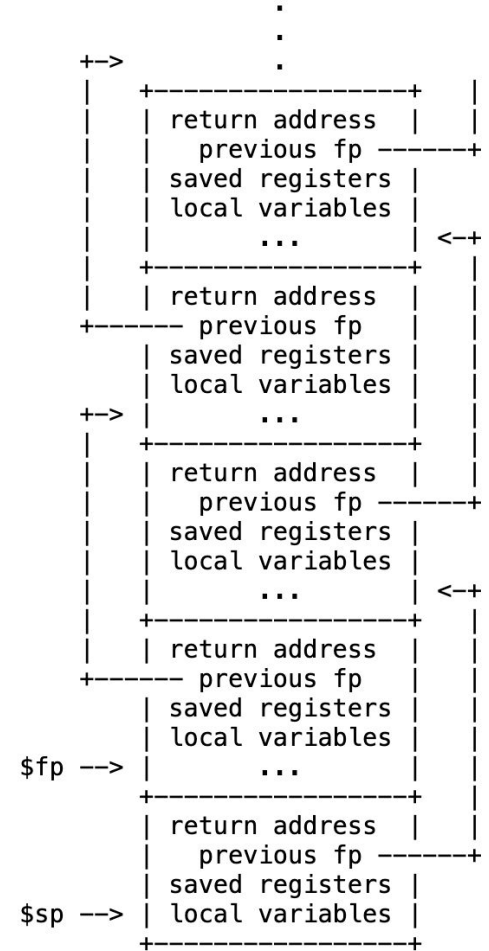 .
.
+-> .
| +-----------------+ |
| | return address | |
| | previous fp ------+
| | saved registers |
| | local variables |
| | ... | <-+
| +-----------------+ |
| | return address | |
+------ previous fp | |
| saved registers | |
| local variables | |
+-> | ... | |
| +-----------------+ |
| | return address | |
| | previous fp ------+
| | saved registers |
| | local variables |
| | ... | <-+
| +-----------------+ |
| | return address | |
+------ previous fp | |
| saved registers | |
| local variables | |
$fp --> | ... | |
+-----------------+ |
| return address | |
| previous fp ------+
| saved registers |
$sp --> | local variables |
+-----------------+